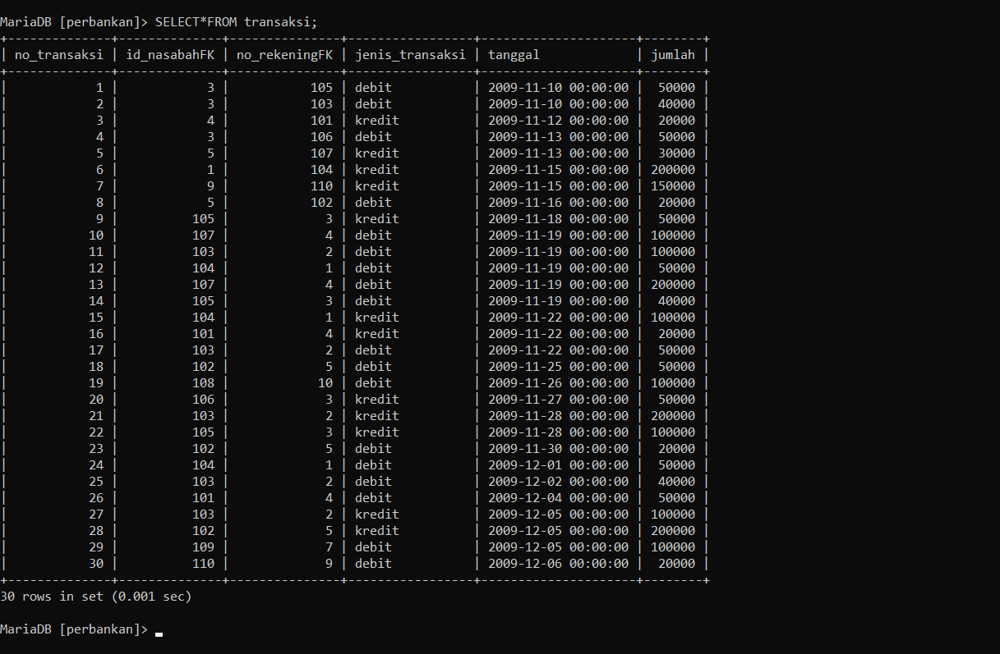 MariaDB [perbankan]> SELECT*FROM transaksi;
+--------------+--------------+---------------+-----------------+---------------------+--------+
| no_transaksi | id_nasabahFK | no_rekeningFK | jenis_transaksi | tanggal             | jumlah |
+--------------+--------------+---------------+-----------------+---------------------+--------+
|            1 |            3 |           105 | debit           | 2009-11-10 00:00:00 |  50000 |
|            2 |            3 |           103 | debit           | 2009-11-10 00:00:00 |  40000 |
|            3 |            4 |           101 | kredit          | 2009-11-12 00:00:00 |  20000 |
|            4 |            3 |           106 | debit           | 2009-11-13 00:00:00 |  50000 |
|            5 |            5 |           107 | kredit          | 2009-11-13 00:00:00 |  30000 |
|            6 |            1 |           104 | kredit          | 2009-11-15 00:00:00 | 200000 |
|            7 |            9 |           110 | kredit          | 2009-11-15 00:00:00 | 150000 |
|            8 |            5 |           102 | debit           | 2009-11-16 00:00:00 |  20000 |
|            9 |          105 |             3 | kredit          | 2009-11-18 00:00:00 |  50000 |
|           10 |          107 |             4 | debit           | 2009-11-19 00:00:00 | 100000 |
|           11 |          103 |             2 | debit           | 2009-11-19 00:00:00 | 100000 |
|           12 |          104 |             1 | debit           | 2009-11-19 00:00:00 |  50000 |
|           13 |          107 |             4 | debit           | 2009-11-19 00:00:00 | 200000 |
|           14 |          105 |             3 | debit           | 2009-11-19 00:00:00 |  40000 |
|           15 |          104 |             1 | kredit          | 2009-11-22 00:00:00 | 100000 |
|           16 |          101 |             4 | kredit          | 2009-11-22 00:00:00 |  20000 |
|           17 |          103 |             2 | debit           | 2009-11-22 00:00:00 |  50000 |
|           18 |          102 |             5 | debit           | 2009-11-25 00:00:00 |  50000 |
|           19 |          108 |            10 | debit           | 2009-11-26 00:00:00 | 100000 |
|           20 |          106 |             3 | kredit          | 2009-11-27 00:00:00 |  50000 |
|           21 |          103 |             2 | kredit          | 2009-11-28 00:00:00 | 200000 |
|           22 |          105 |             3 | kredit          | 2009-11-28 00:00:00 | 100000 |
|           23 |          102 |             5 | debit           | 2009-11-30 00:00:00 |  20000 |
|           24 |          104 |             1 | debit           | 2009-12-01 00:00:00 |  50000 |
|           25 |          103 |             2 | debit           | 2009-12-02 00:00:00 |  40000 |
|           26 |          101 |             4 | debit           | 2009-12-04 00:00:00 |  50000 |
|           27 |          103 |             2 | kredit          | 2009-12-05 00:00:00 | 100000 |
|           28 |          102 |             5 | kredit          | 2009-12-05 00:00:00 | 200000 |
|           29 |          109 |             7 | debit           | 2009-12-05 00:00:00 | 100000 |
|           30 |          110 |             9 | debit           | 2009-12-06 00:00:00 |  20000 |
+--------------+--------------+---------------+-----------------+---------------------+--------+
30 rows in set (0.001 sec)
MariaDB [perbankan]>